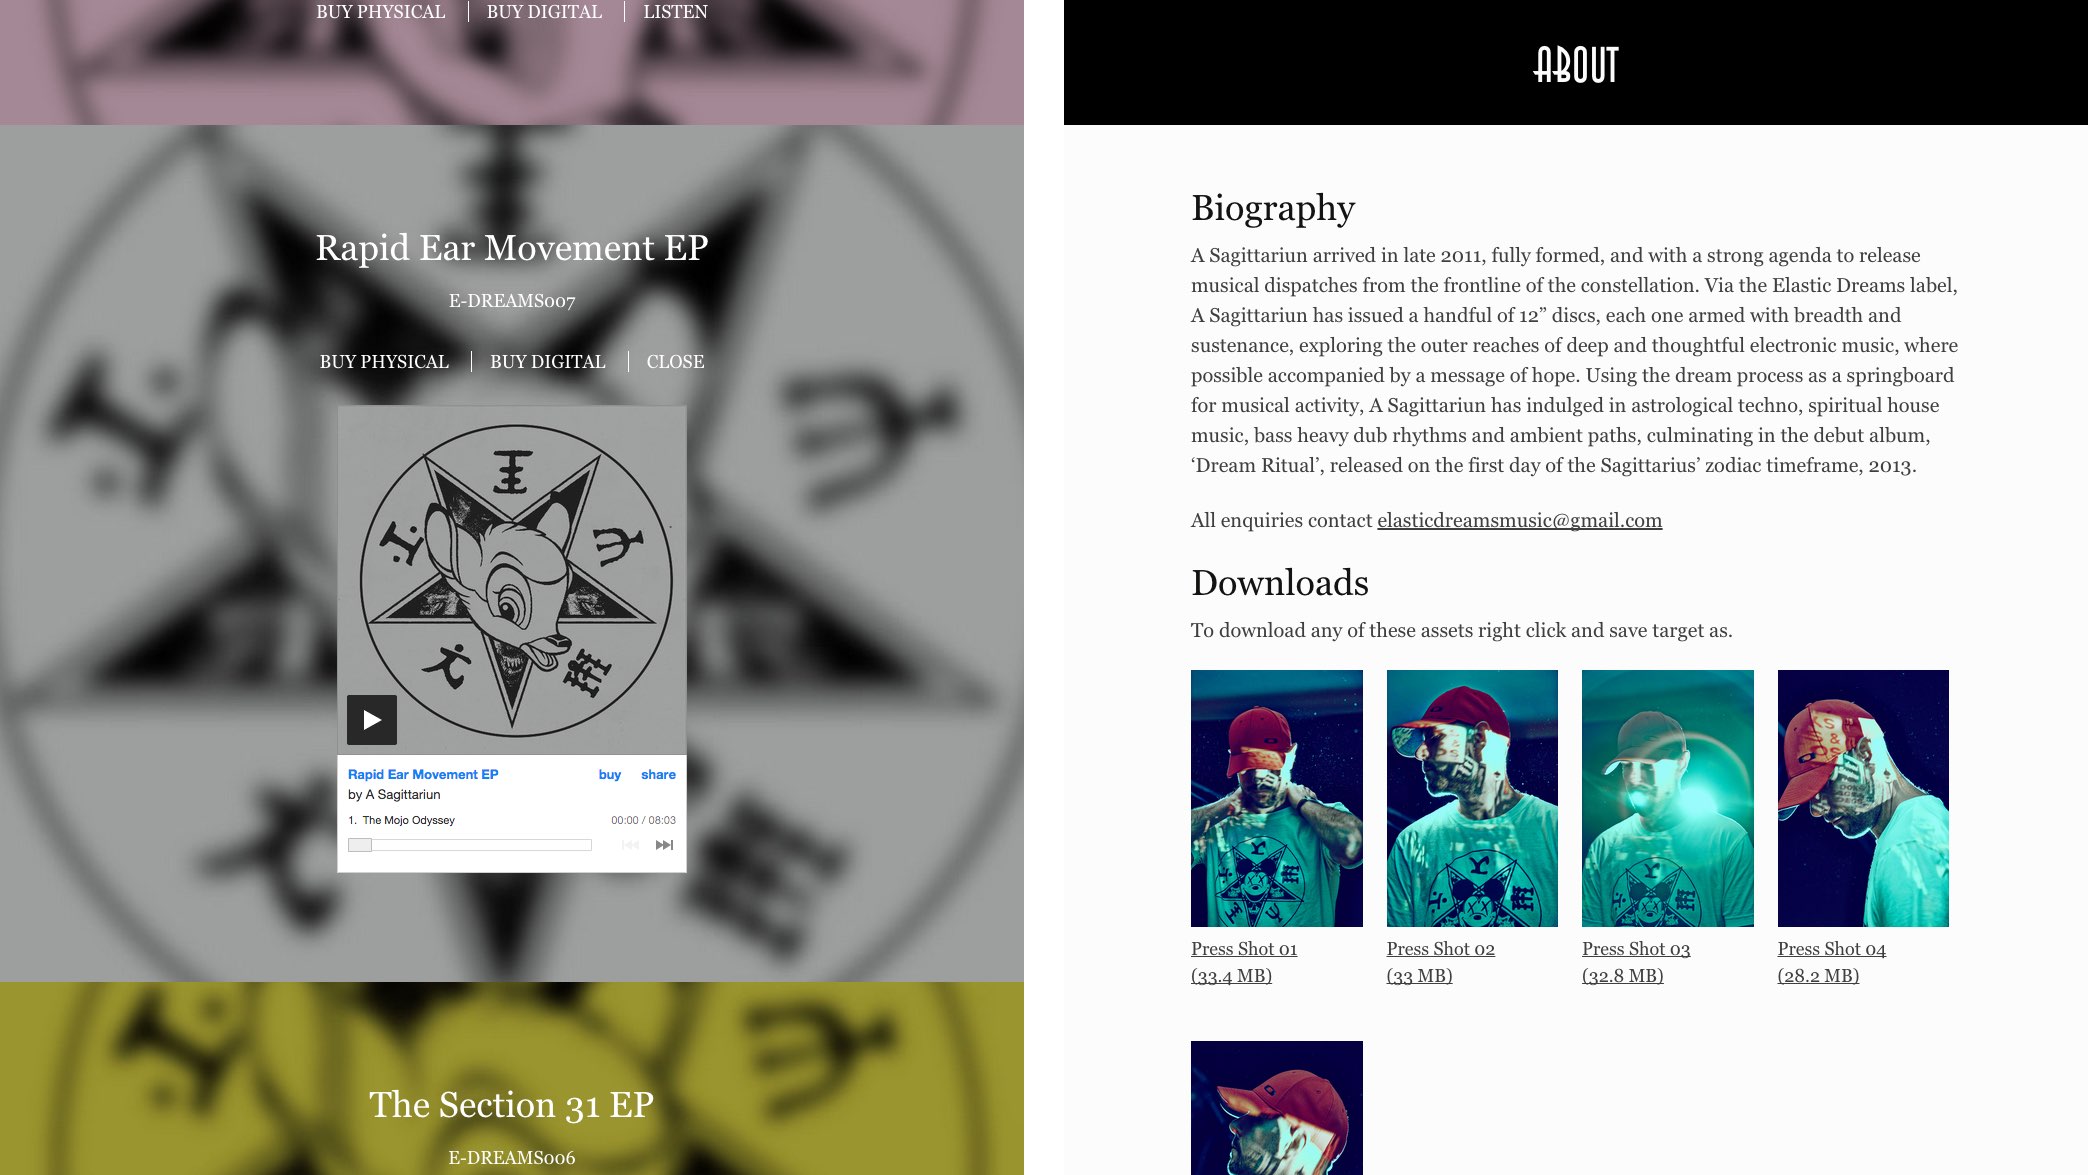 BUY PHYSICAL BUY DIGITAL LISTEN
Rapid Ear Movement EP
E-DREAMS007
BUY PHYSICAL BUY DIGITAL CLOSE
Rapid Ear Movement EP buy share
by A Sagittariun
1. The Mojo Odyssey 00:00 / 08:03
The Section 31 EP
E-DREAMS006
ABOUT
Biography
A Sagittariun arrived in late 2011, fully formed, and with a strong agenda to release
musical dispatches from the frontline of the constellation. Via the Elastic Dreams label,
A Sagittariun has issued a handful of 12” discs, each one armed with breadth and
sustenance, exploring the outer reaches of deep and thoughtful electronic music, where
possible accompanied by a message of hope. Using the dream process as a springboard
for musical activity, A Sagittariun has indulged in astrological techno, spiritual house
music, bass heavy dub rhythms and ambient paths, culminating in the debut album,
‘Dream Ritual’, released on the first day of the Sagittarius’ zodiac timeframe, 2013.
All enquiries contact elasticdreamsmusic@gmail.com
Downloads
To download any of these assets right click and save target as.
Press Shot 01
(33.4 MB)
Press Shot 02
(33 MB)
Press Shot 03
(32.8 MB)
Press Shot 04
(28.2 MB)